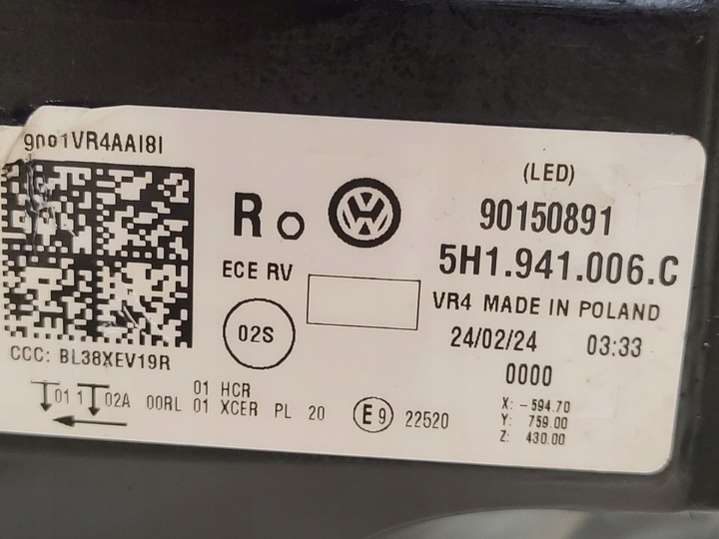 9no1VR4AAI8I
(LED)
90150891
R O
5H1.941.006.C
ECE RV
VR4 MADE IN POLAND
02S
24/02/24 03:33
0000
CCC: BL38XEV19R
01 HCR
01 1 02A 00RL 01 XCER PL 20 E9 22520
X: -594.70
Y: 759.00
Z: 430.00